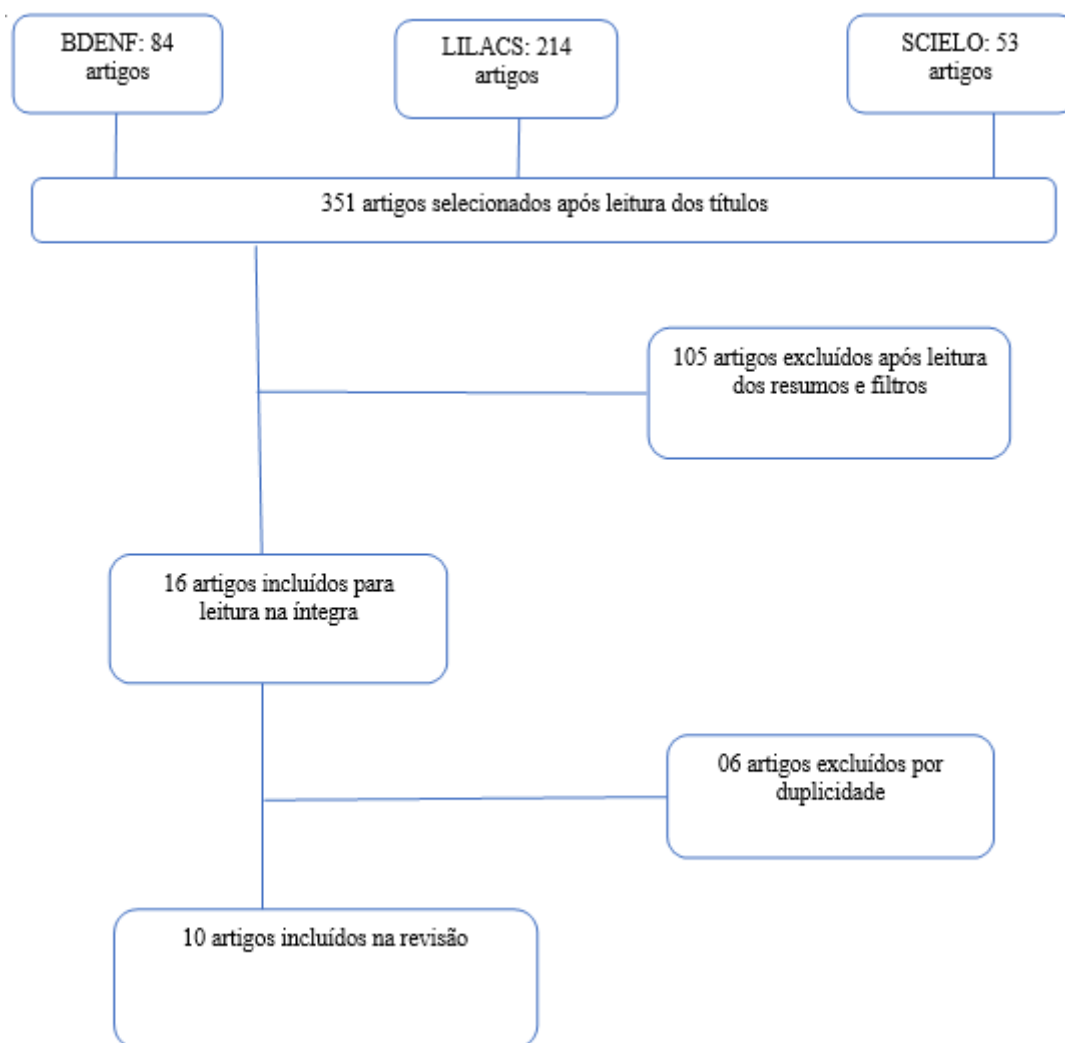 BDENF: 84
artigos
LILACS: 214
artigos
SCIELO: 53
artigos
351 artigos selecionados após leitura dos títulos
105 artigos excluídos após leitura
dos resumos e filtros
16 artigos incluídos para
leitura na íntegra
06 artigos excluídos por
duplicidade
10 artigos incluídos na revisão